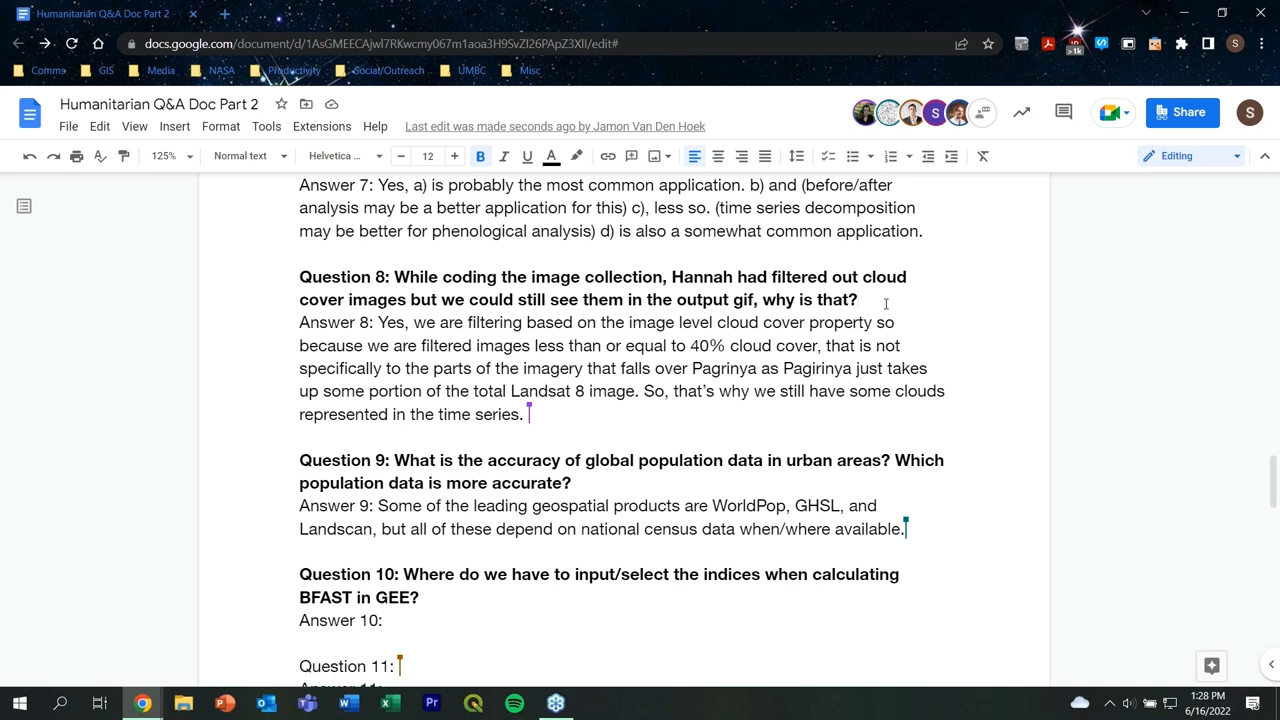 Humanitarian Q&A Doc Part 2 -
docs.google.com/document/d/1AsGMEECAjwl7RKwcmy067m1aoa3H9SvZI26PApZ3XlI/edit#
>1k
S
Comms GIS Media NASA Productivity Social/Outreach UMBC Misc
Humanitarian Q&A Doc Part 2
S
Share
S
File Edit View Insert Format Tools Extensions Help Last edit was made seconds ago by Jamon Van Den Hoek
125% Normal text Helvetica ... 12 B I U A Editing
Answer 7: Yes, a) is probably the most common application. b) and (before/after
analysis may be a better application for this) c), less so. (time series decomposition
may be better for phenological analysis) d) is also a somewhat common application.
Question 8: While coding the image collection, Hannah had filtered out cloud
cover images but we could still see them in the output gif, why is that?
Answer 8: Yes, we are filtering based on the image level cloud cover property so
because we are filtered images less than or equal to 40% cloud cover, that is not
specifically to the parts of the imagery that falls over Pagrinya as Pagirinya just takes
up some portion of the total Landsat 8 image. So, that’s why we still have some clouds
represented in the time series.
Question 9: What is the accuracy of global population data in urban areas? Which
population data is more accurate?
Answer 9: Some of the leading geospatial products are WorldPop, GHSL, and
Landscan, but all of these depend on national census data when/where available.
Question 10: Where do we have to input/select the indices when calculating
BFAST in GEE?
Answer 10:
Question 11:
Answer 11:
1:28 PM
6/16/2022